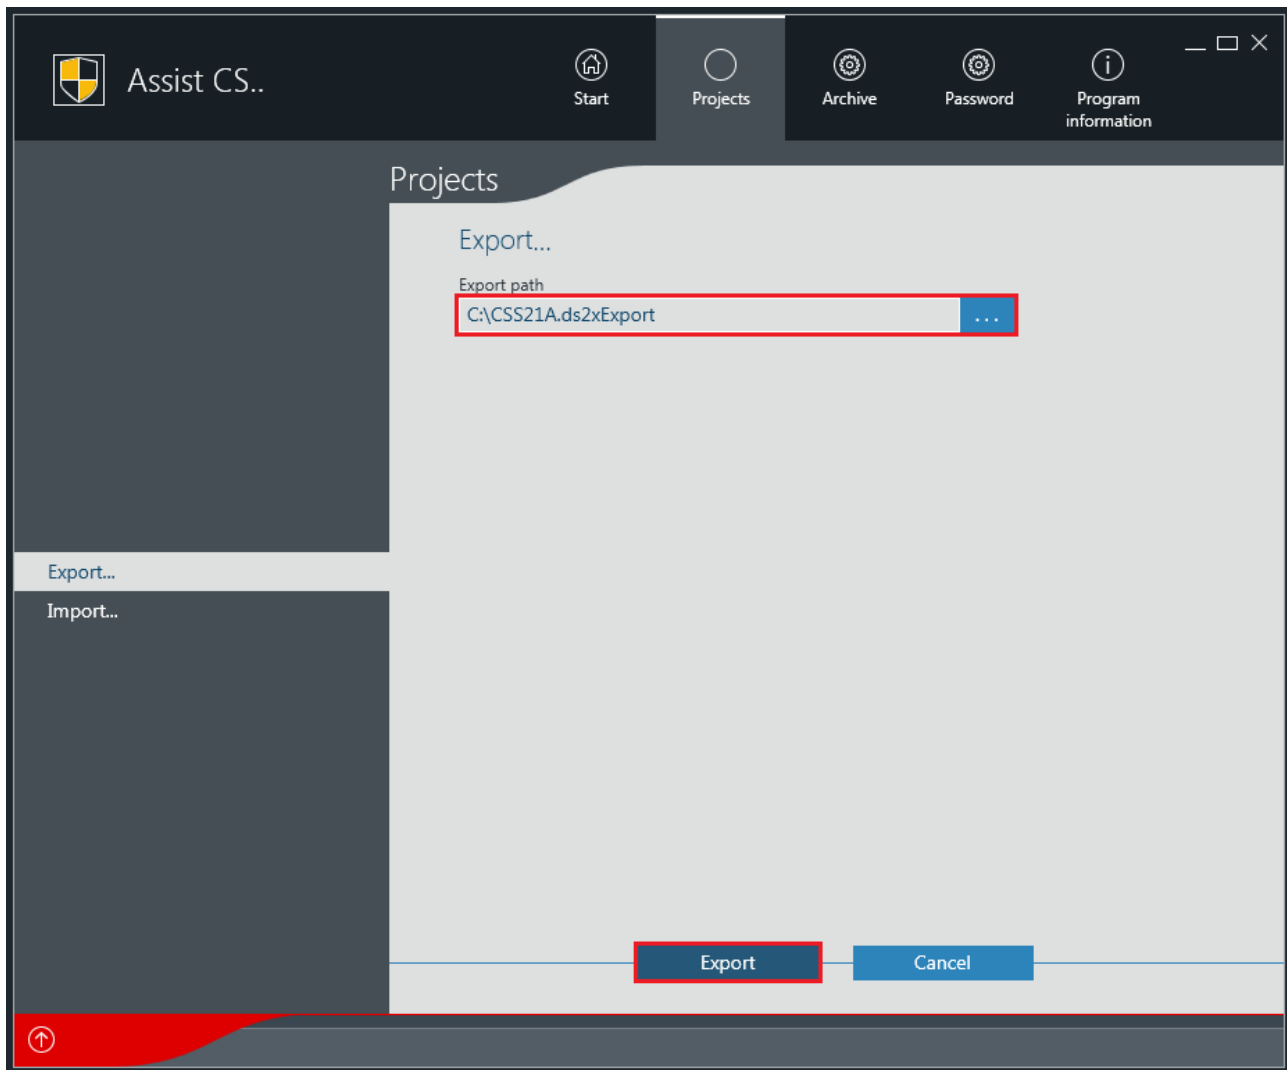 Assist CS..
Start
Projects
Archive
Password
Program
information
Projects
Export...
Export path
C:\CSS21A.ds2xExport
...
Export...
Import...
Export
Cancel